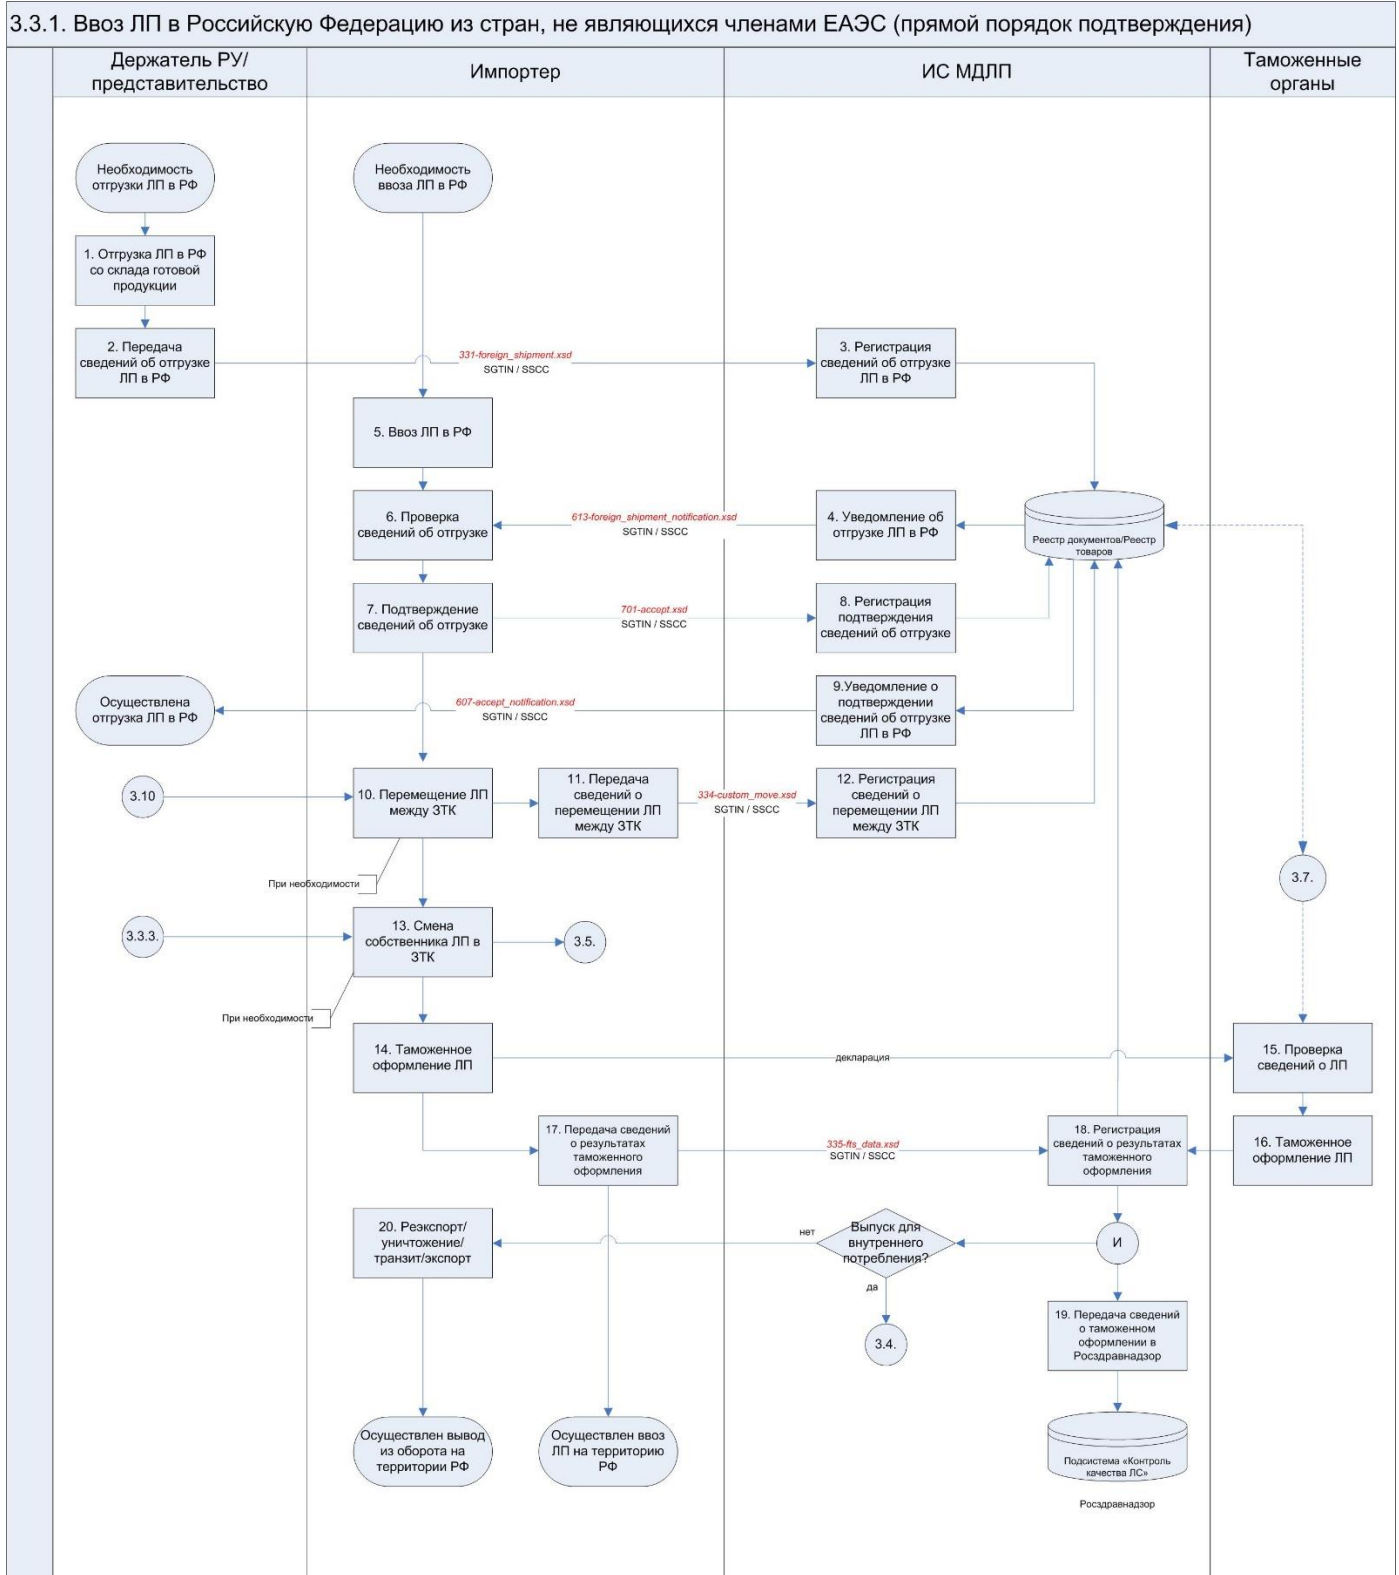 3.3.1. Ввоз ЛП в Российскую Федерацию из стран, не являющихся членами ЕАЭС (прямой порядок подтверждения)
Держатель РУ/
представительство
Импортер
ИС МДЛП
Таможенные
органы
Необходимость
отгрузки ЛП в РФ
Необходимость
ввоза ЛП в РФ
1. Отгрузка ЛП в РФ
со склада готовой
продукции
2. Передача
сведений об отгрузке
ЛП в РФ
331-foreign_shipment.xsd
SGTIN / SSCC
3. Регистрация
сведений об отгрузке
ЛП в РФ
5. Ввоз ЛП в РФ
6. Проверка
сведений об отгрузке
613-foreign_shipment_notification.xsd
SGTIN / SSCC
4. Уведомление об
отгрузке ЛП в РФ
Реестр документов/Реестр
товаров
7. Подтверждение
сведений об отгрузке
701-accept.xsd
SGTIN / SSCC
8. Регистрация
подтверждения
сведений об отгрузке
Осуществлена
отгрузка ЛП в РФ
607-accept_notification.xsd
SGTIN / SSCC
9.Уведомление о
подтверждении
сведений об отгрузке
ЛП в РФ
3.10
10. Перемещение ЛП
между ЗТК
11. Передача
сведений о
перемещении ЛП
между ЗТК
334-custom_move.xsd
SGTIN / SSCC
12. Регистрация
сведений о
перемещении ЛП
между ЗТК
При необходимости
3.7.
3.3.3.
13. Смена
собственника ЛП в
ЗТК
3.5.
При необходимости
14. Таможенное
оформление ЛП
декларация
15. Проверка
сведений о ЛП
17. Передача сведений
о результатах
таможенного
оформления
335-fts_data.xsd
SGTIN / SSCC
18. Регистрация
сведений о результатах
таможенного
оформления
16. Таможенное
оформление ЛП
20. Реэкспорт/
уничтожение/
транзит/экспорт
нет
Выпуск для
внутреннего
потребления?
И
да
3.4.
19. Передача сведений
о таможенном
оформлении в
Росздравнадзор
Осуществлен вывод
из оборота на
территории РФ
Осуществлен ввоз
ЛП на территорию
РФ
Подсистема «Контроль
качества ЛС»
Росздравнадзор